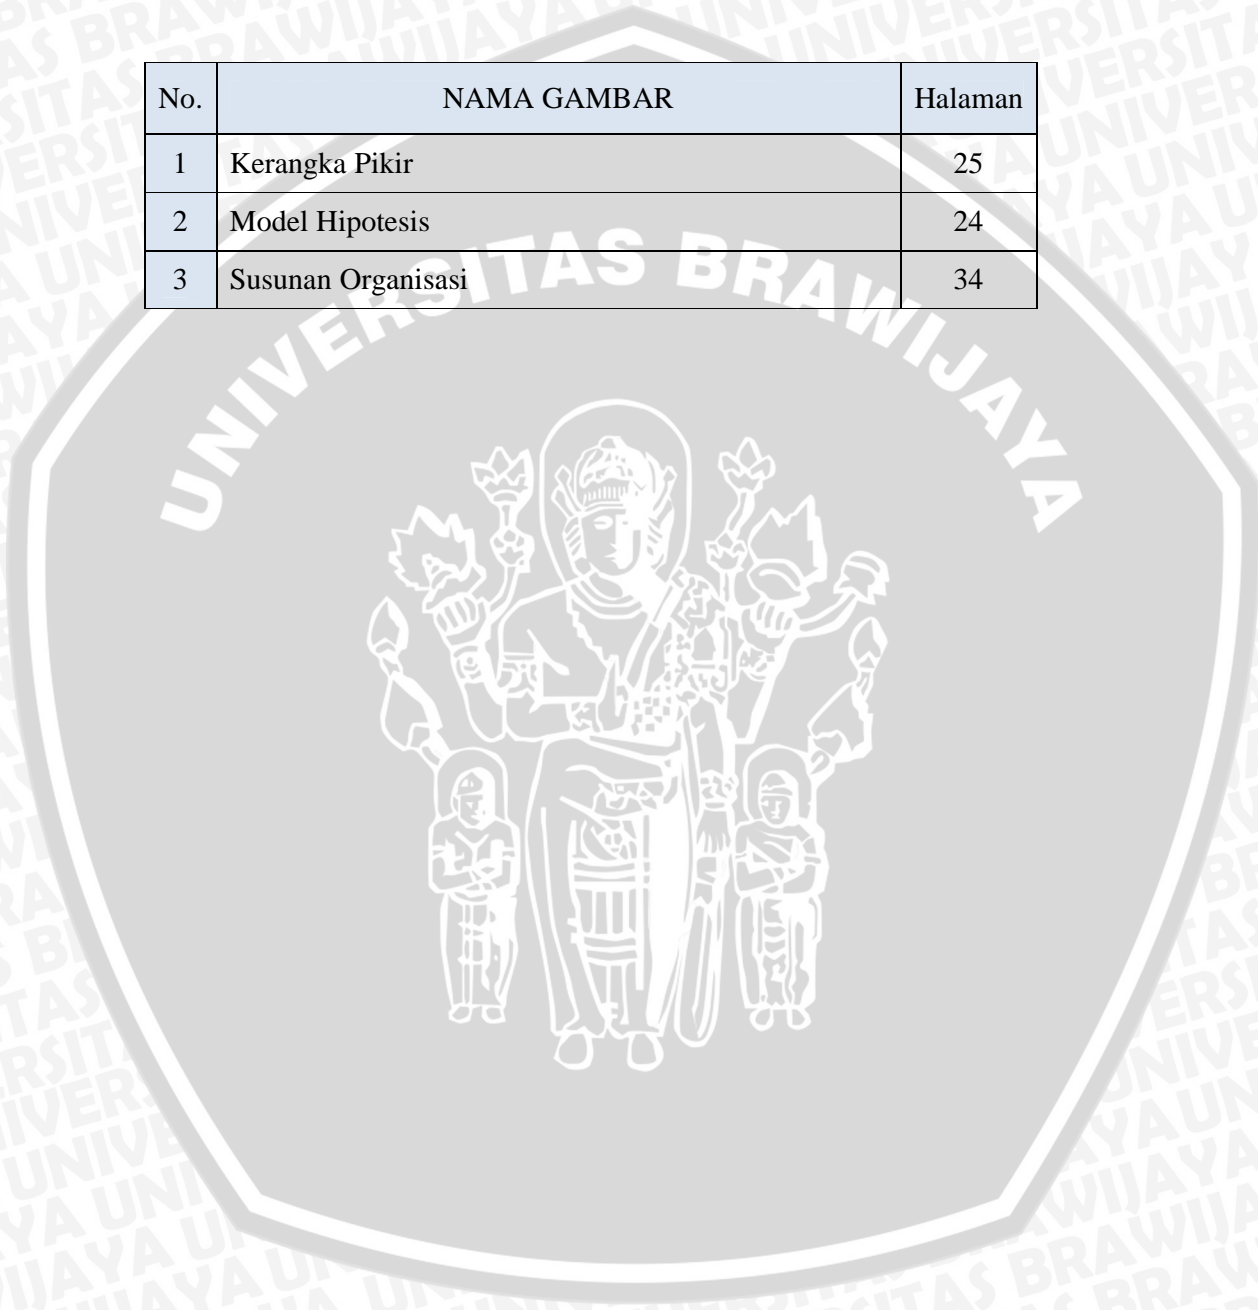 No. NAMA GAMBAR Halaman
1 Kerangka Pikir 25
2 Model Hipotesis 24
3 Susunan Organisasi 34
UNIVERSITAS BRAWIJAYA